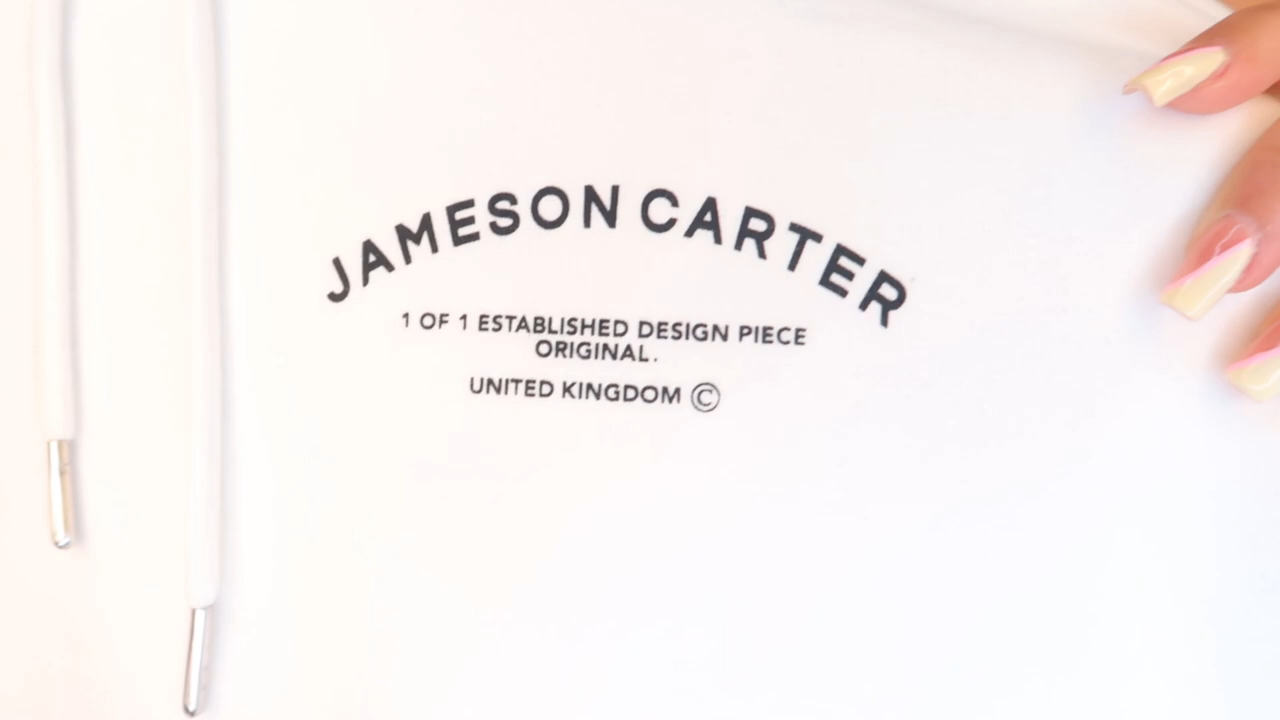 JAMESON CARTER
1 OF 1 ESTABLISHED DESIGN PIECE
ORIGINAL.
UNITED KINGDOM ©